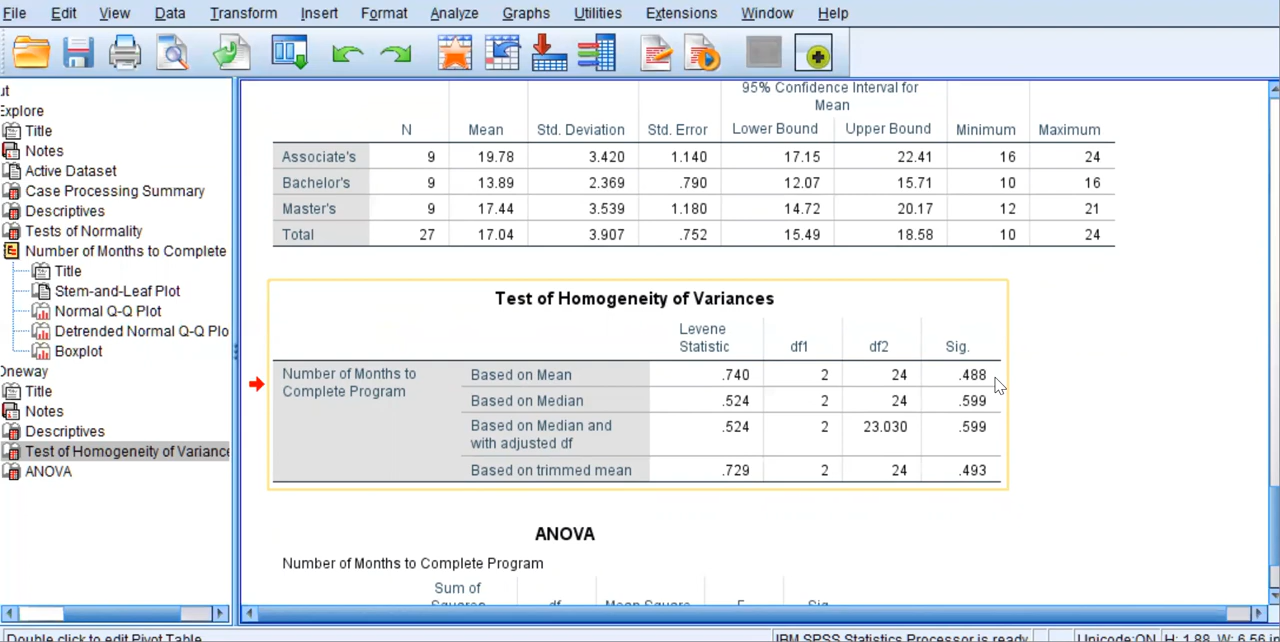 File Edit View Data Transform Insert Format Analyze Graphs Utilities Extensions Window Help
ut
Explore
Title
Notes
Active Dataset
Case Processing Summary
Descriptives
Tests of Normality
Number of Months to Complete
Title
Stem-and-Leaf Plot
Normal Q-Q Plot
Detrended Normal Q-Q Plo
Boxplot
Oneway
Title
Notes
Descriptives
Test of Homogeneity of Variance
ANOVA
95% Confidence Interval for
Mean
N Mean Std. Deviation Std. Error Lower Bound Upper Bound Minimum Maximum
Associate's 9 19.78 3.420 1.140 17.15 22.41 16 24
Bachelor's 9 13.89 2.369 .790 12.07 15.71 10 16
Master's 9 17.44 3.539 1.180 14.72 20.17 12 21
Total 27 17.04 3.907 .752 15.49 18.58 10 24
Test of Homogeneity of Variances
Levene
Statistic df1 df2 Sig.
Number of Months to
Complete Program
Based on Mean .740 2 24 .488
Based on Median .524 2 24 .599
Based on Median and
with adjusted df .524 2 23.030 .599
Based on trimmed mean .729 2 24 .493
ANOVA
Number of Months to Complete Program
Sum of
Squares df Mean Square F Sig.
Double click to edit Pivot Table
IBM SPSS Statistics Processor is ready Unicode:ON H: 1.88, W: 6.56 in